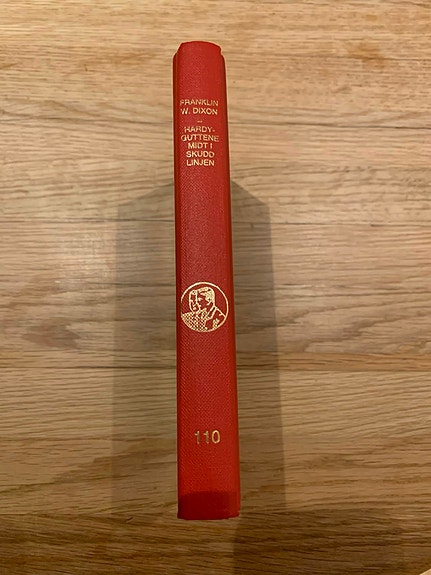 FRANKLIN
W. DIXON
–
HARDY-
GUTTENE
MIDT I
SKUDD
LINJEN
110